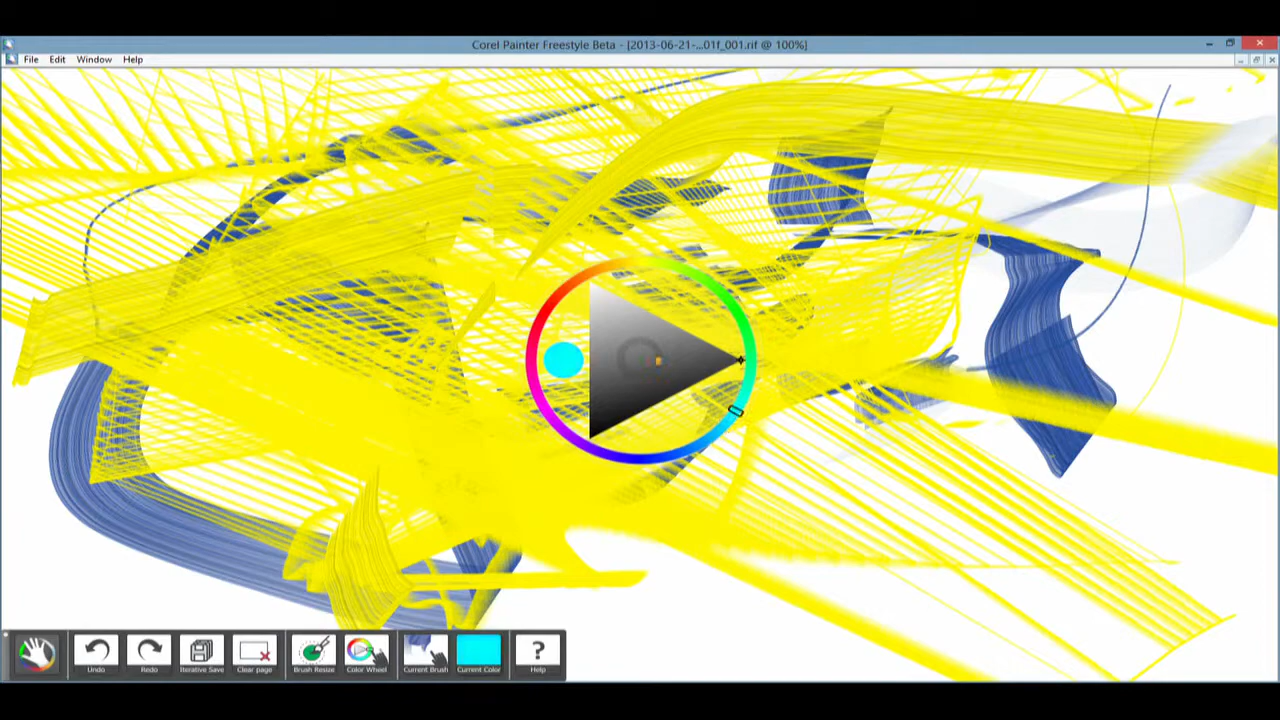 Corel Painter Freestyle Beta - [2013-06-21-...01f_001.rif @ 100%]
File Edit Window Help
Undo Redo Iterative Save Clear page Brush Resize Color Wheel Current Brush Current Color ? Help